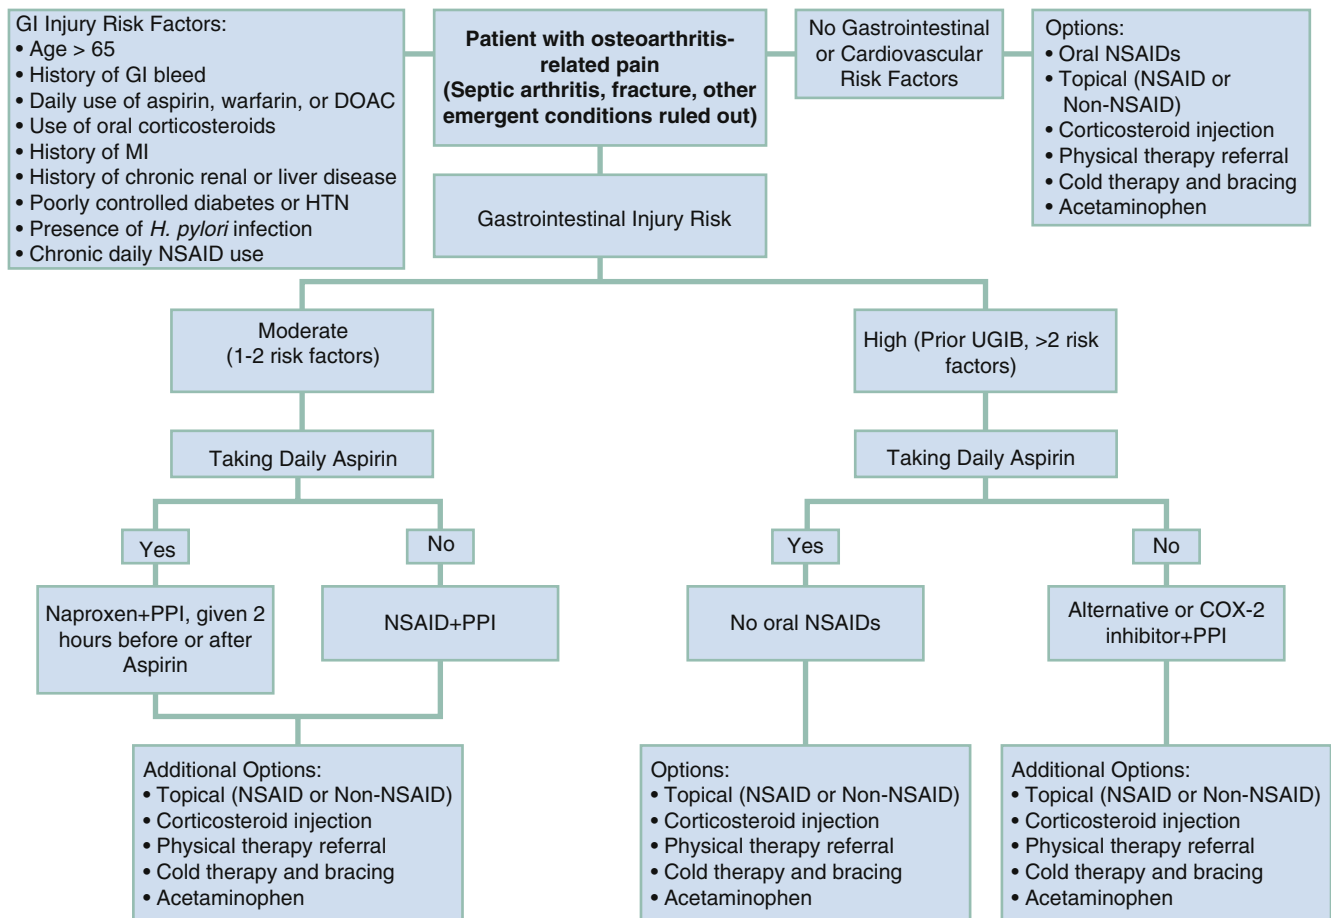 GI Injury Risk Factors:
• Age > 65
• History of GI bleed
• Daily use of aspirin, warfarin, or DOAC
• Use of oral corticosteroids
• History of MI
• History of chronic renal or liver disease
• Poorly controlled diabetes or HTN
• Presence of H. pylori infection
• Chronic daily NSAID use
Patient with osteoarthritis-
related pain
(Septic arthritis, fracture, other
emergent conditions ruled out)
No Gastrointestinal
or Cardiovascular
Risk Factors
Options:
• Oral NSAIDs
• Topical (NSAID or
Non-NSAID)
• Corticosteroid injection
• Physical therapy referral
• Cold therapy and bracing
• Acetaminophen
Gastrointestinal Injury Risk
Moderate
(1-2 risk factors)
High (Prior UGIB, >2 risk
factors)
Taking Daily Aspirin
Taking Daily Aspirin
Yes
No
Yes
No
Naproxen+PPI, given 2
hours before or after
Aspirin
NSAID+PPI
No oral NSAIDs
Alternative or COX-2
inhibitor+PPI
Additional Options:
• Topical (NSAID or Non-NSAID)
• Corticosteroid injection
• Physical therapy referral
• Cold therapy and bracing
• Acetaminophen
Options:
• Topical (NSAID or Non-NSAID)
• Corticosteroid injection
• Physical therapy referral
• Cold therapy and bracing
• Acetaminophen
Additional Options:
• Topical (NSAID or Non-NSAID)
• Corticosteroid injection
• Physical therapy referral
• Cold therapy and bracing
• Acetaminophen